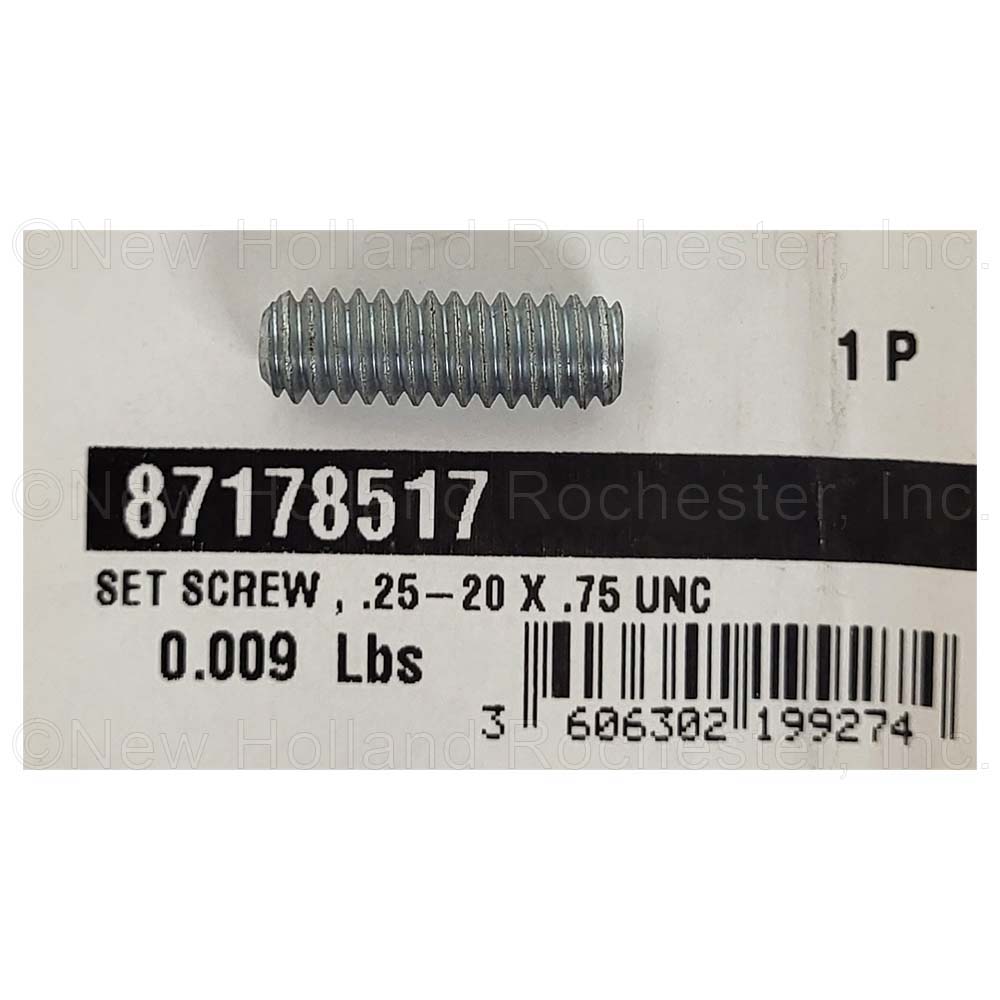 ©New Holland Rochester, Inc.
1 P
87178517
©New Holland Rochester, Inc.
SET SCREW , .25-20 X .75 UNC
0.009 Lbs
3 606302 199274
©New Holland Rochester, Inc.